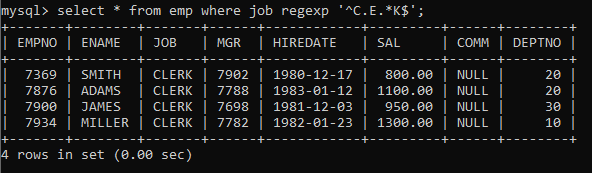 mysql> select * from emp where job regexp '^C.E.*K$';
+-------+--------+-------+------+------------+---------+------+--------+
| EMPNO | ENAME  | JOB   | MGR  | HIREDATE   | SAL     | COMM | DEPTNO |
+-------+--------+-------+------+------------+---------+------+--------+
|  7369 | SMITH  | CLERK | 7902 | 1980-12-17 |  800.00 | NULL |     20 |
|  7876 | ADAMS  | CLERK | 7788 | 1983-01-12 | 1100.00 | NULL |     20 |
|  7900 | JAMES  | CLERK | 7698 | 1981-12-03 |  950.00 | NULL |     30 |
|  7934 | MILLER | CLERK | 7782 | 1982-01-23 | 1300.00 | NULL |     10 |
+-------+--------+-------+------+------------+---------+------+--------+
4 rows in set (0.00 sec)